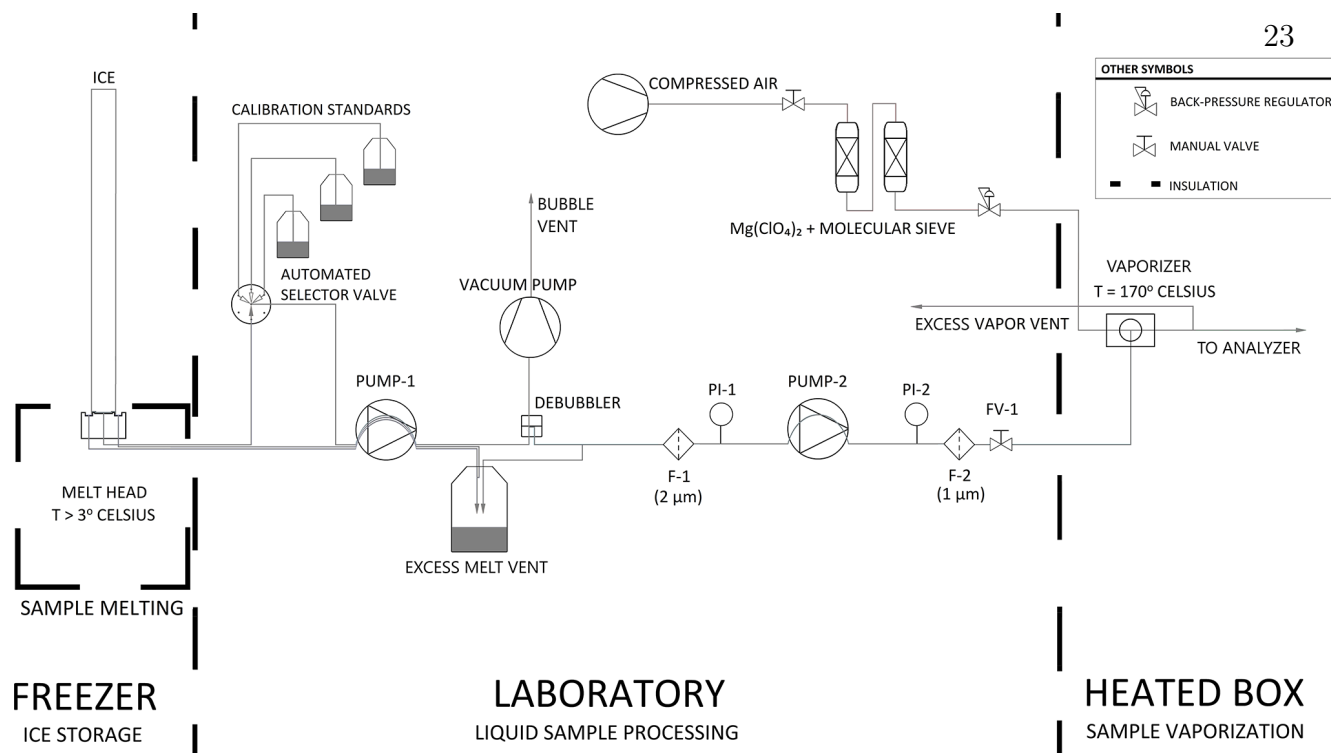 23
OTHER SYMBOLS
BACK-PRESSURE REGULATOR
MANUAL VALVE
INSULATION
ICE
CALIBRATION STANDARDS
COMPRESSED AIR
BUBBLE
VENT
Mg(ClO₄)₂ + MOLECULAR SIEVE
AUTOMATED
SELECTOR VALVE
VACUUM PUMP
VAPORIZER
T = 170º CELSIUS
EXCESS VAPOR VENT
TO ANALYZER
PUMP-1
DEBUBBLER
PI-1
PUMP-2
PI-2
FV-1
F-1
(2 µm)
F-2
(1 µm)
MELT HEAD
T > 3º CELSIUS
EXCESS MELT VENT
SAMPLE MELTING
FREEZER
ICE STORAGE
LABORATORY
LIQUID SAMPLE PROCESSING
HEATED BOX
SAMPLE VAPORIZATION